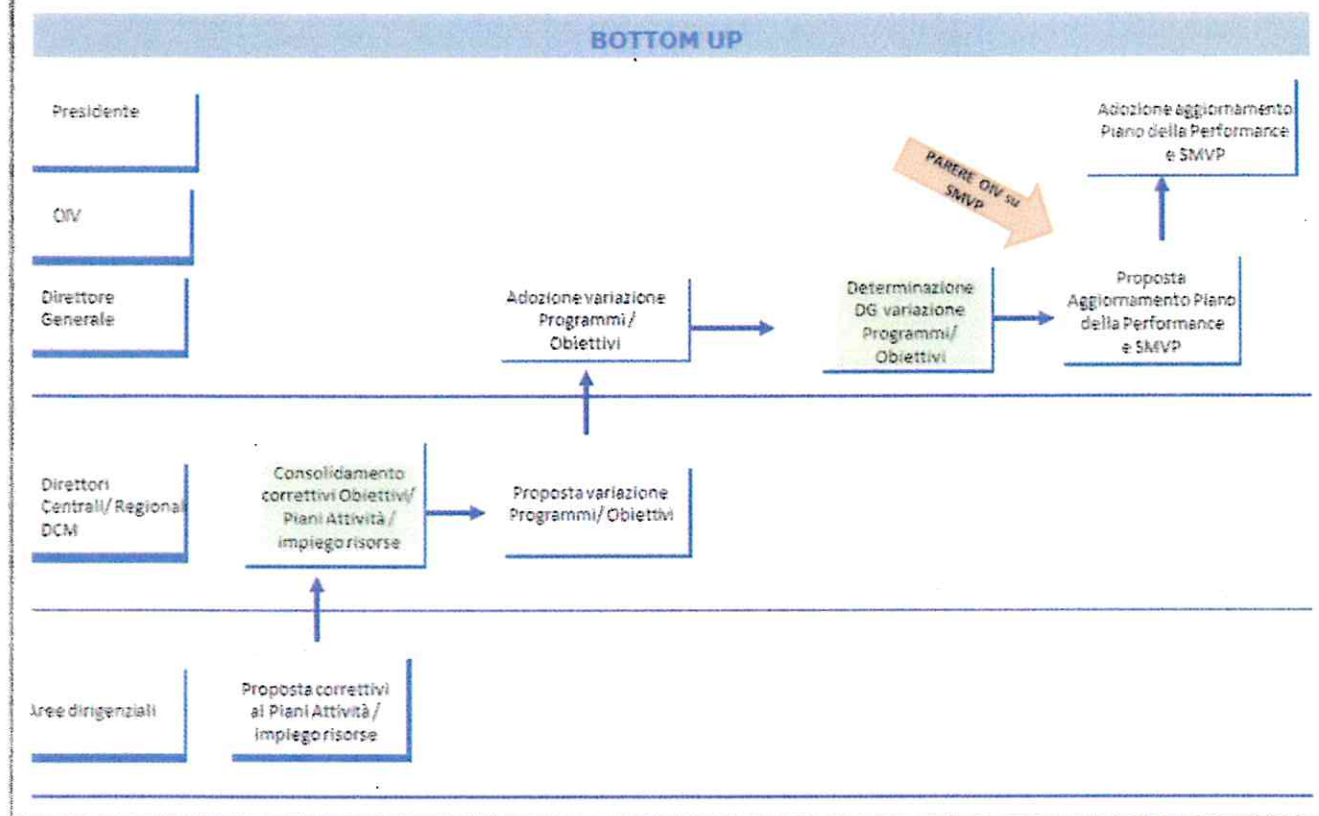 BOTTOM UP
Presidente
Adozione aggiornamento
Piano della Performance
e SMVP
PARERE OIV su
SMVP
OIV
Direttore
Generale
Adozione variazione
Programmi /
Obiettivi
Determinazione
DG variazione
Programmi/
Obiettivi
Proposta
Aggiornamento Piano
della Performance
e SMVP
Direttori
Centrali/ Regional
DCM
Consolidamento
correttivi Obiettivi/
Piani Attività /
impiego risorse
Proposta variazione
Programmi/ Obiettivi
Aree dirigenziali
Proposta correttivi
ai Piani Attività /
impiego risorse